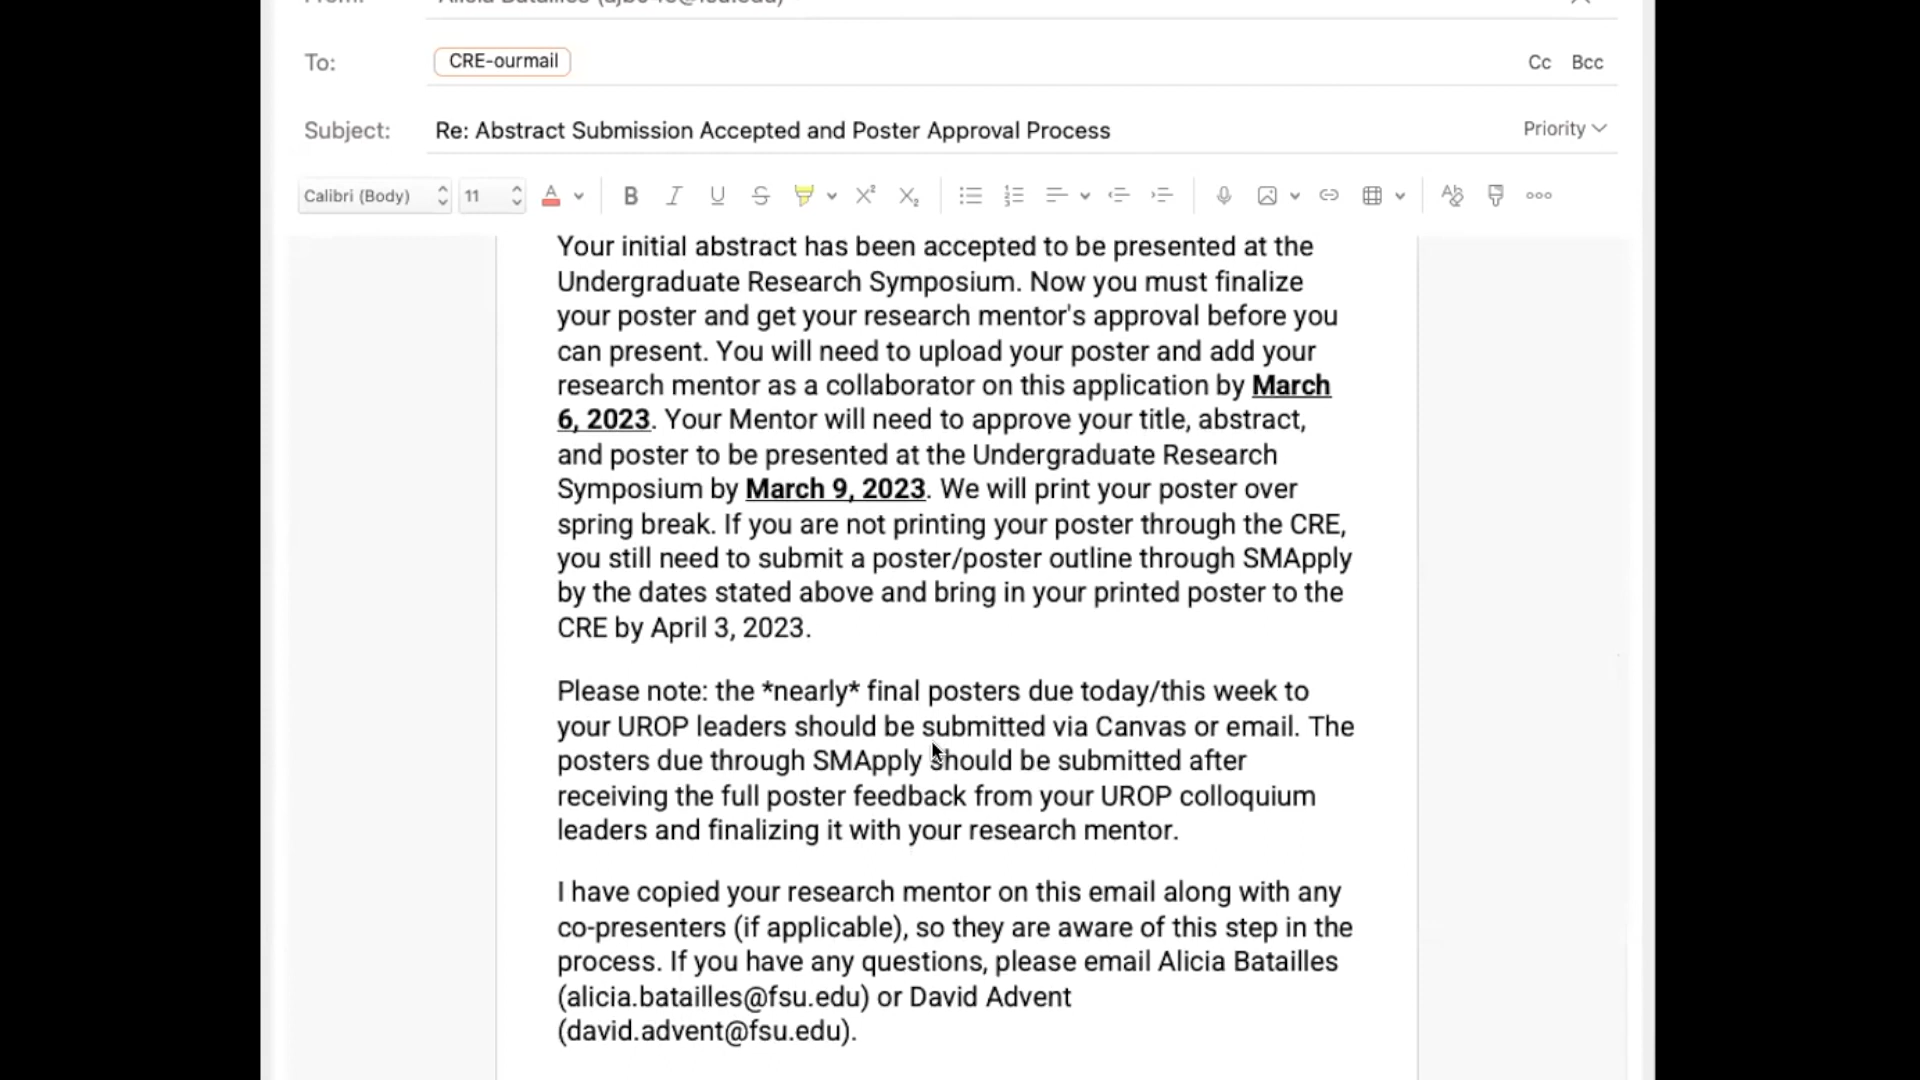 To: CRE-ourmail Cc Bcc
Subject: Re: Abstract Submission Accepted and Poster Approval Process Priority
Calibri (Body) 11
Your initial abstract has been accepted to be presented at the
Undergraduate Research Symposium. Now you must finalize
your poster and get your research mentor's approval before you
can present. You will need to upload your poster and add your
research mentor as a collaborator on this application by March
6, 2023. Your Mentor will need to approve your title, abstract,
and poster to be presented at the Undergraduate Research
Symposium by March 9, 2023. We will print your poster over
spring break. If you are not printing your poster through the CRE,
you still need to submit a poster/poster outline through SMApply
by the dates stated above and bring in your printed poster to the
CRE by April 3, 2023.
Please note: the *nearly* final posters due today/this week to
your UROP leaders should be submitted via Canvas or email. The
posters due through SMApply should be submitted after
receiving the full poster feedback from your UROP colloquium
leaders and finalizing it with your research mentor.
I have copied your research mentor on this email along with any
co-presenters (if applicable), so they are aware of this step in the
process. If you have any questions, please email Alicia Batailles
(alicia.batailles@fsu.edu) or David Advent
(david.advent@fsu.edu).